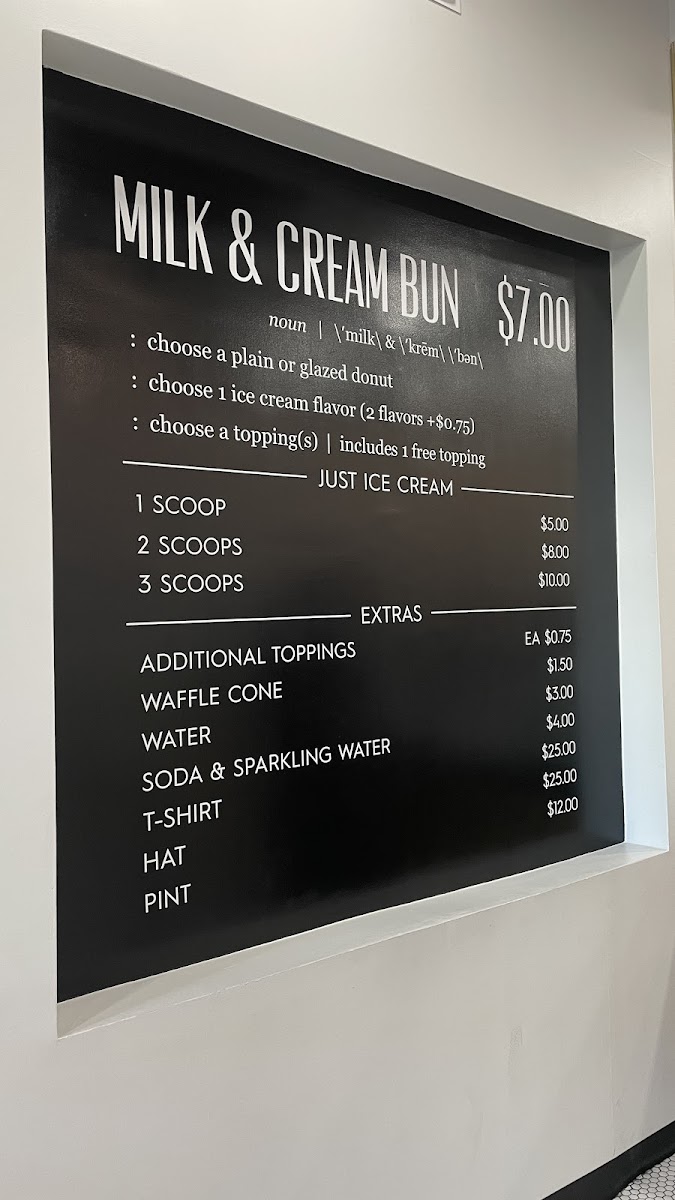 MILK & CREAM BUN $7.00
noun | \ˈmilk\ & \ˈkrēm\ \ˈbən\
: choose a plain or glazed donut
: choose 1 ice cream flavor (2 flavors +$0.75)
: choose a topping(s) | includes 1 free topping
JUST ICE CREAM
1 SCOOP $5.00
2 SCOOPS $8.00
3 SCOOPS $10.00
EXTRAS
ADDITIONAL TOPPINGS EA $0.75
WAFFLE CONE $1.50
WATER $3.00
SODA & SPARKLING WATER $4.00
T-SHIRT $25.00
HAT $25.00
PINT $12.00